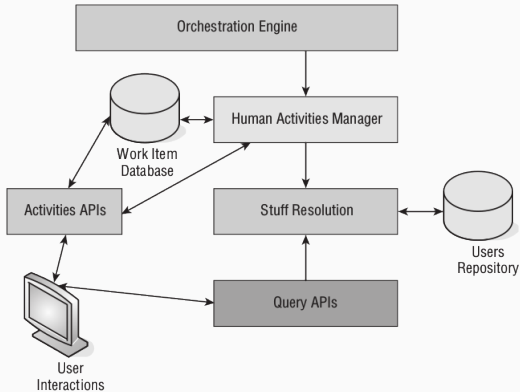 Orchestration Engine
Human Activities Manager
Work Item
Database
Activities APIs
Stuff Resolution
Users
Repository
Query APIs
User
Interactions